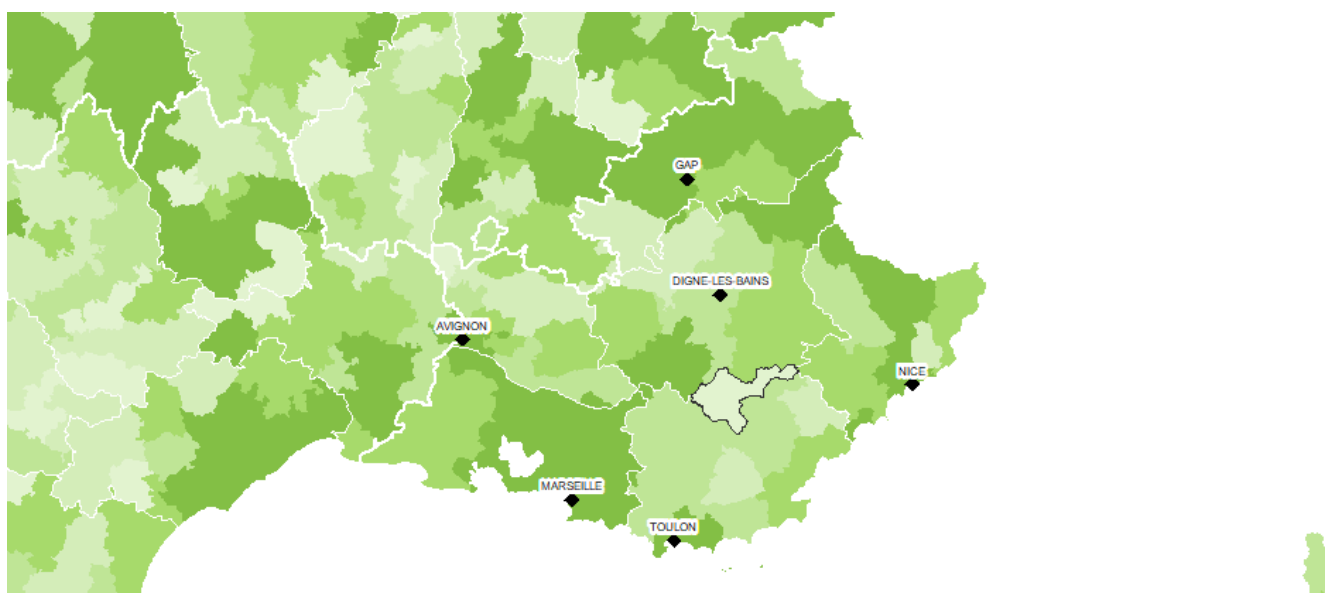 GAP
DIGNE-LES-BAINS
AVIGNON
NICE
MARSEILLE
TOULON